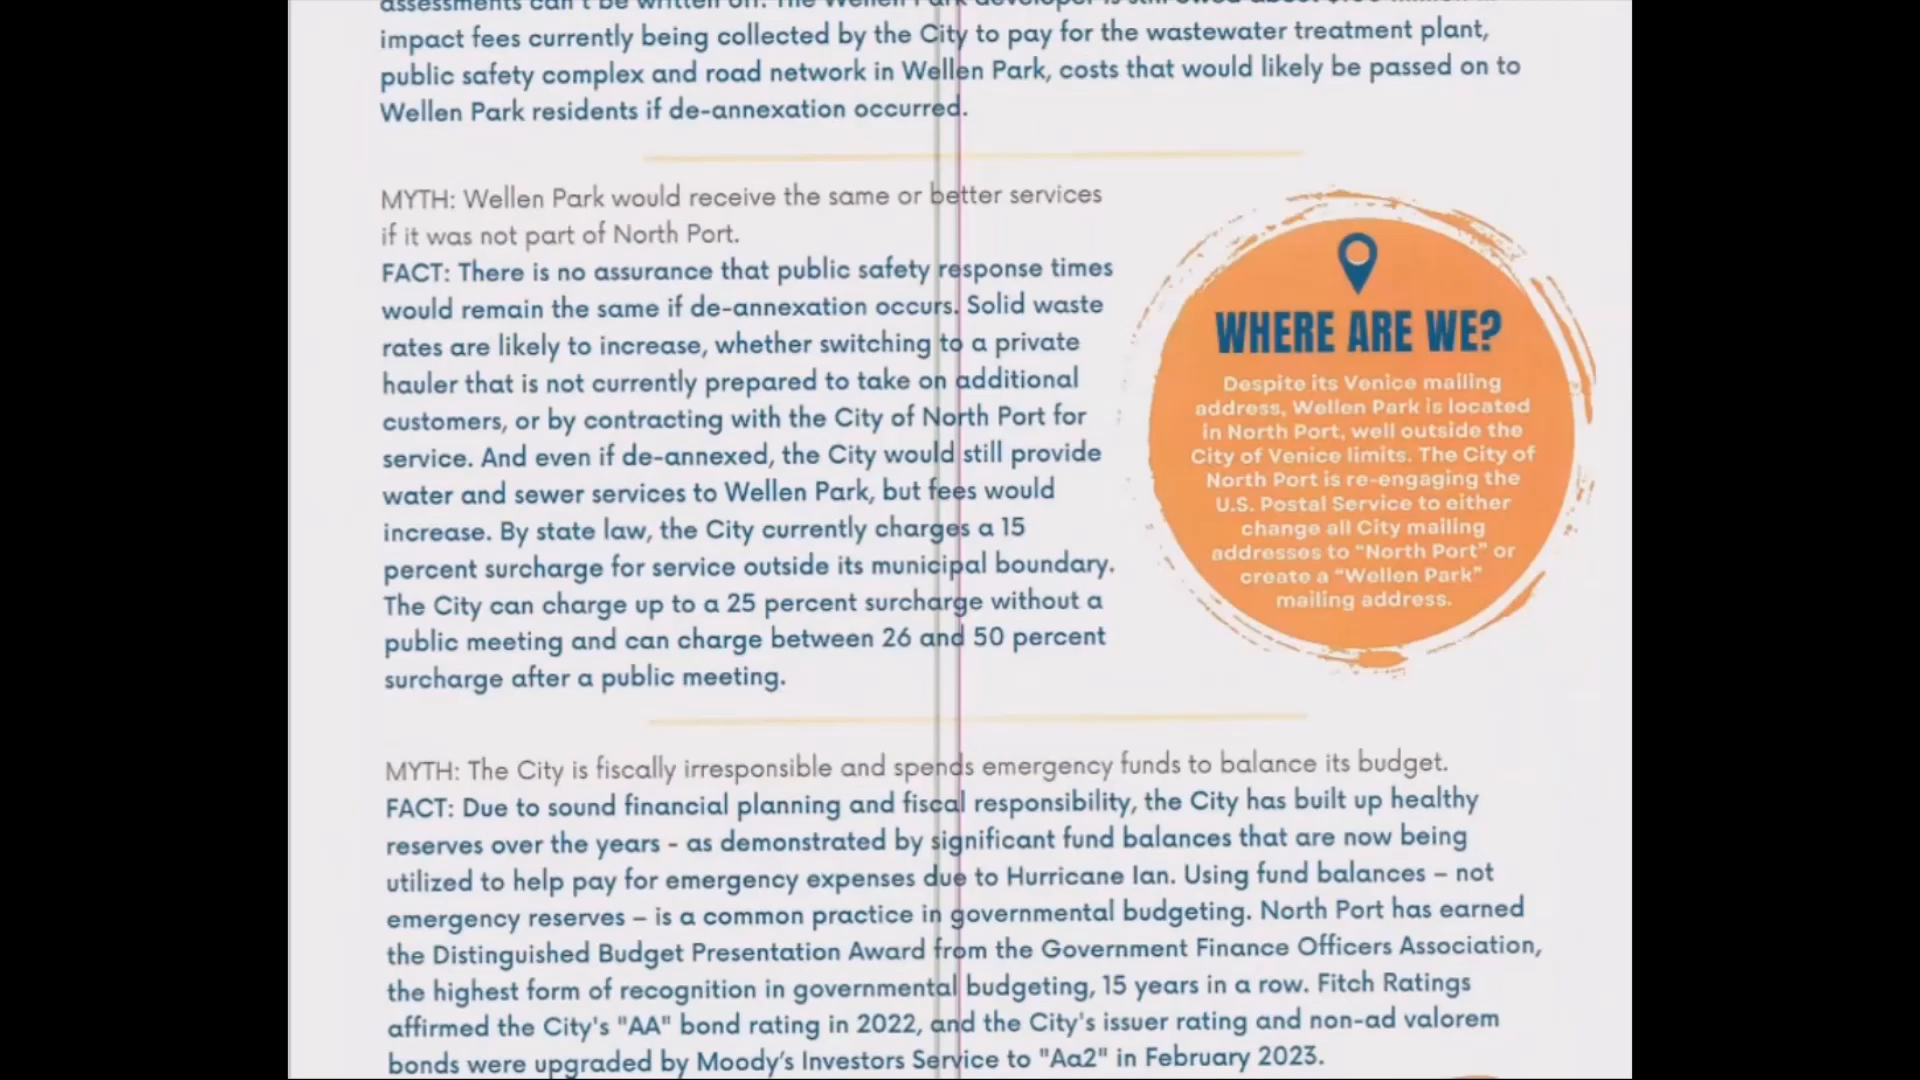 impact fees currently being collected by the City to pay for the wastewater treatment plant,
public safety complex and road network in Wellen Park, costs that would likely be passed on to
Wellen Park residents if de-annexation occurred.
MYTH: Wellen Park would receive the same or better services
if it was not part of North Port.
FACT: There is no assurance that public safety response times
would remain the same if de-annexation occurs. Solid waste
rates are likely to increase, whether switching to a private
hauler that is not currently prepared to take on additional
customers, or by contracting with the City of North Port for
service. And even if de-annexed, the City would still provide
water and sewer services to Wellen Park, but fees would
increase. By state law, the City currently charges a 15
percent surcharge for service outside its municipal boundary.
The City can charge up to a 25 percent surcharge without a
public meeting and can charge between 26 and 50 percent
surcharge after a public meeting.
WHERE ARE WE?
Despite its Venice mailing
address, Wellen Park is located
in North Port, well outside the
City of Venice limits. The City of
North Port is re-engaging the
U.S. Postal Service to either
change all City mailing
addresses to "North Port" or
create a "Wellen Park"
mailing address.
MYTH: The City is fiscally irresponsible and spends emergency funds to balance its budget.
FACT: Due to sound financial planning and fiscal responsibility, the City has built up healthy
reserves over the years - as demonstrated by significant fund balances that are now being
utilized to help pay for emergency expenses due to Hurricane Ian. Using fund balances – not
emergency reserves – is a common practice in governmental budgeting. North Port has earned
the Distinguished Budget Presentation Award from the Government Finance Officers Association,
the highest form of recognition in governmental budgeting, 15 years in a row. Fitch Ratings
affirmed the City's "AA" bond rating in 2022, and the City's issuer rating and non-ad valorem
bonds were upgraded by Moody's Investors Service to "Aa2" in February 2023.